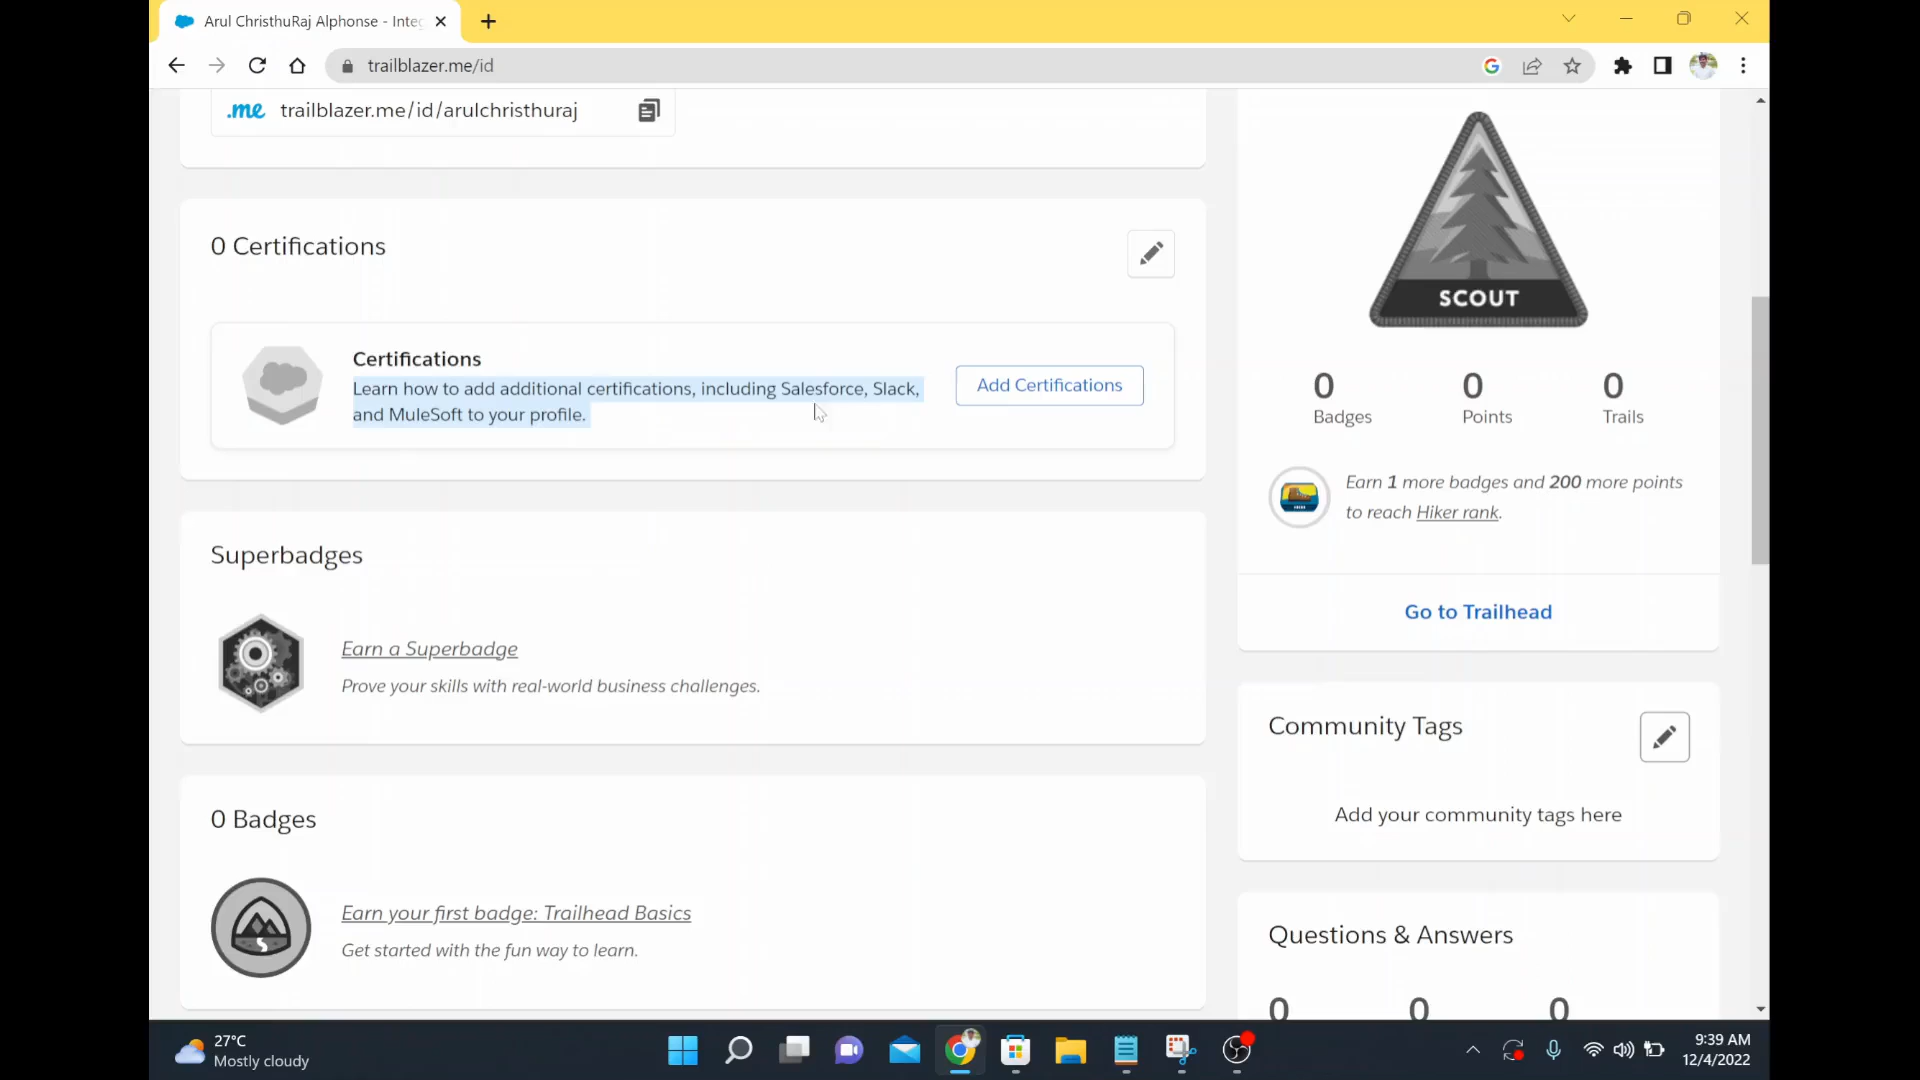 Arul ChristhuRaj Alphonse - Inte
trailblazer.me/id
.me trailblazer.me/id/arulchristhuraj
0 Certifications
Certifications
Learn how to add additional certifications, including Salesforce, Slack,
and MuleSoft to your profile.
Add Certifications
Superbadges
Earn a Superbadge
Prove your skills with real-world business challenges.
0 Badges
Earn your first badge: Trailhead Basics
Get started with the fun way to learn.
SCOUT
0 0 0
Badges Points Trails
Earn 1 more badges and 200 more points
to reach Hiker rank.
Go to Trailhead
Community Tags
Add your community tags here
Questions & Answers
0 0 0
27°C
Mostly cloudy
9:39 AM
12/4/2022